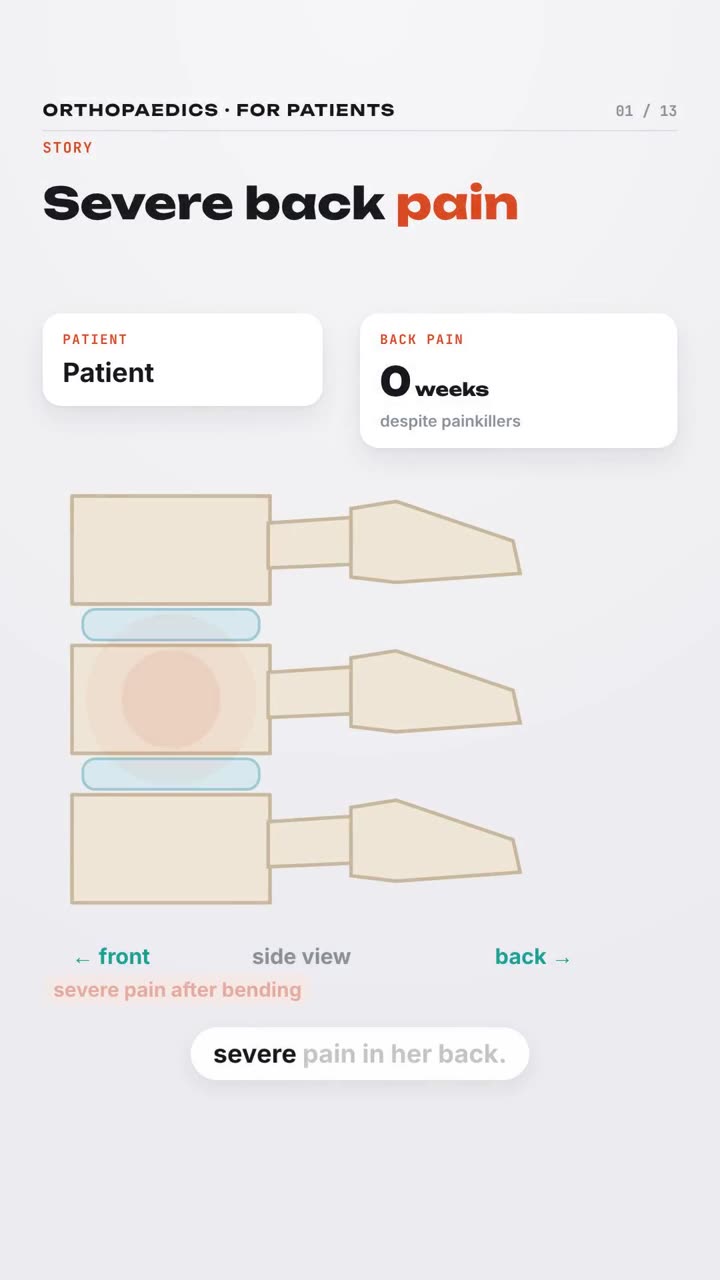 ORTHOPAEDICS · FOR PATIENTS
01 / 13
STORY
Severe back pain
PATIENT
Patient
BACK PAIN
0 weeks
despite painkillers
← front
side view
back →
severe pain after bending
severe pain in her back.